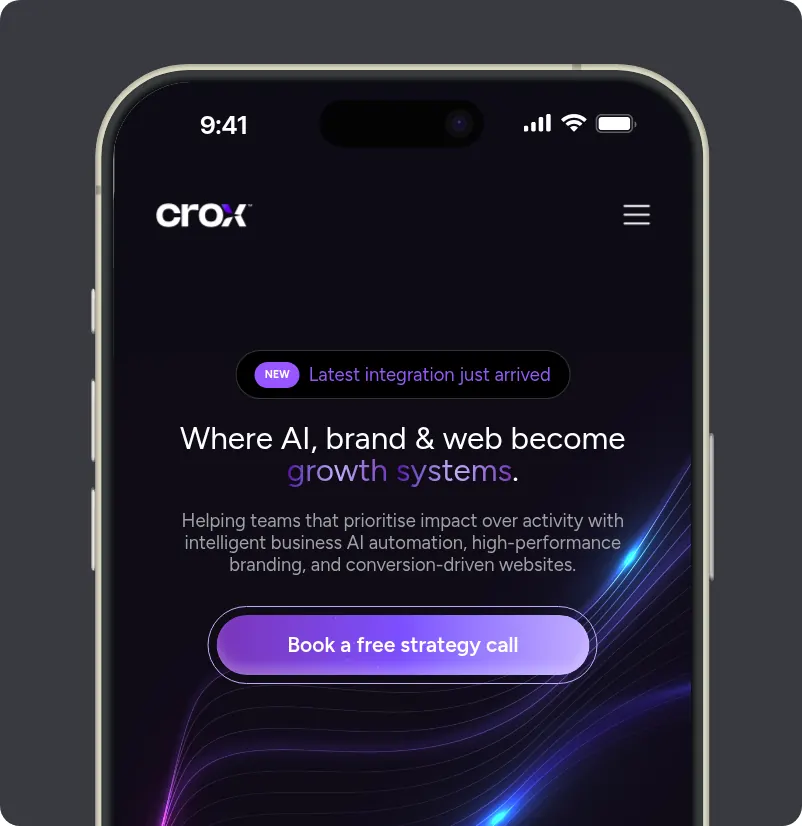 9:41
crox™
NEW Latest integration just arrived
Where AI, brand & web become
growth systems.
Helping teams that prioritise impact over activity with
intelligent business AI automation, high-performance
branding, and conversion-driven websites.
Book a free strategy call